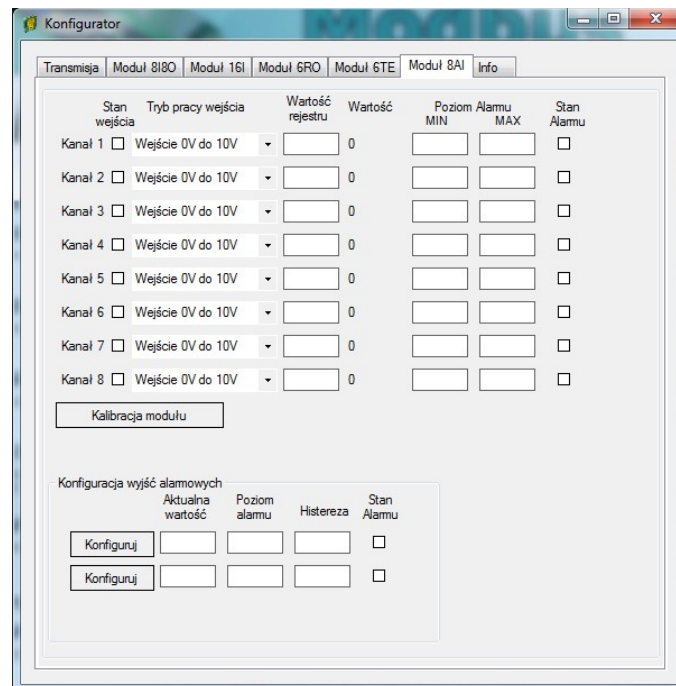 Modbus
Konfigurator
Transmisja Moduł 8I8O Moduł 16I Moduł 6RO Moduł 6TE Moduł 8AI Info
Stan wejścia Tryb pracy wejścia Wartość rejestru Wartość Poziom Alarmu MIN MAX Stan Alarmu
Kanał 1 Wejście 0V do 10V 0
Kanał 2 Wejście 0V do 10V 0
Kanał 3 Wejście 0V do 10V 0
Kanał 4 Wejście 0V do 10V 0
Kanał 5 Wejście 0V do 10V 0
Kanał 6 Wejście 0V do 10V 0
Kanał 7 Wejście 0V do 10V 0
Kanał 8 Wejście 0V do 10V 0
Kalibracja modułu
Konfiguracja wyjść alarmowych
Aktualna wartość Poziom alarmu Histereza Stan Alarmu
Konfiguruj
Konfiguruj